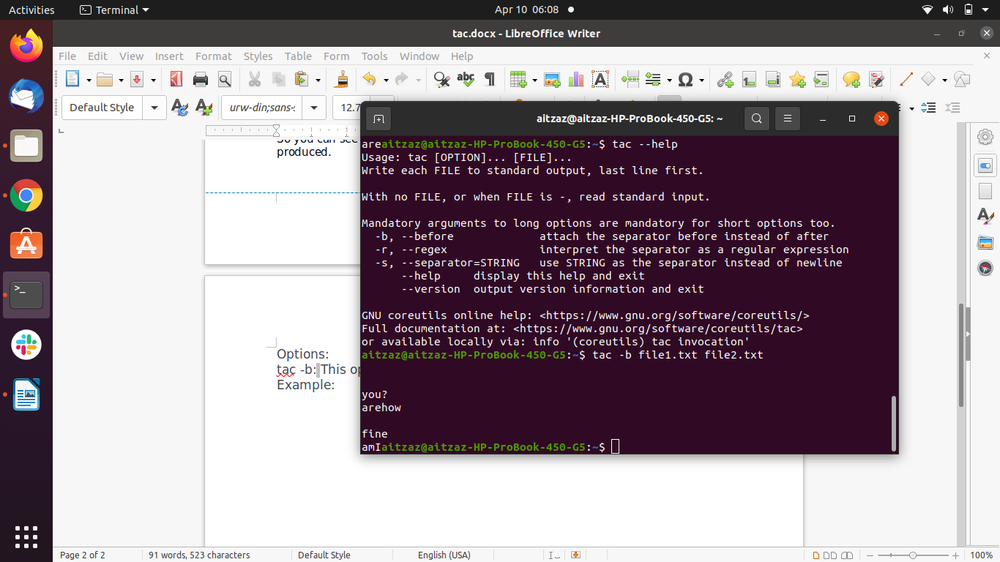 Activities
Terminal
Apr 10 06:08
tac.docx - LibreOffice Writer
File Edit View Insert Format Styles Table Form Tools Window Help
Default Style
urw-din;sans-
12.7
So you can see
produced.
Options:
tac -b: This op
Example:
aitzaz@aitzaz-HP-ProBook-450-G5: ~
areaitzaz@aitzaz-HP-ProBook-450-G5:~$ tac --help
Usage: tac [OPTION]... [FILE]...
Write each FILE to standard output, last line first.
With no FILE, or when FILE is -, read standard input.
Mandatory arguments to long options are mandatory for short options too.
-b, --before attach the separator before instead of after
-r, --regex interpret the separator as a regular expression
-s, --separator=STRING use STRING as the separator instead of newline
--help display this help and exit
--version output version information and exit
GNU coreutils online help: <https://www.gnu.org/software/coreutils/>
Full documentation at: <https://www.gnu.org/software/coreutils/tac>
or available locally via: info '(coreutils) tac invocation'
aitzaz@aitzaz-HP-ProBook-450-G5:~$ tac -b file1.txt file2.txt
you?
arehow
fine
amIaitzaz@aitzaz-HP-ProBook-450-G5:~$
Page 2 of 2
91 words, 523 characters
Default Style
English (USA)
100%